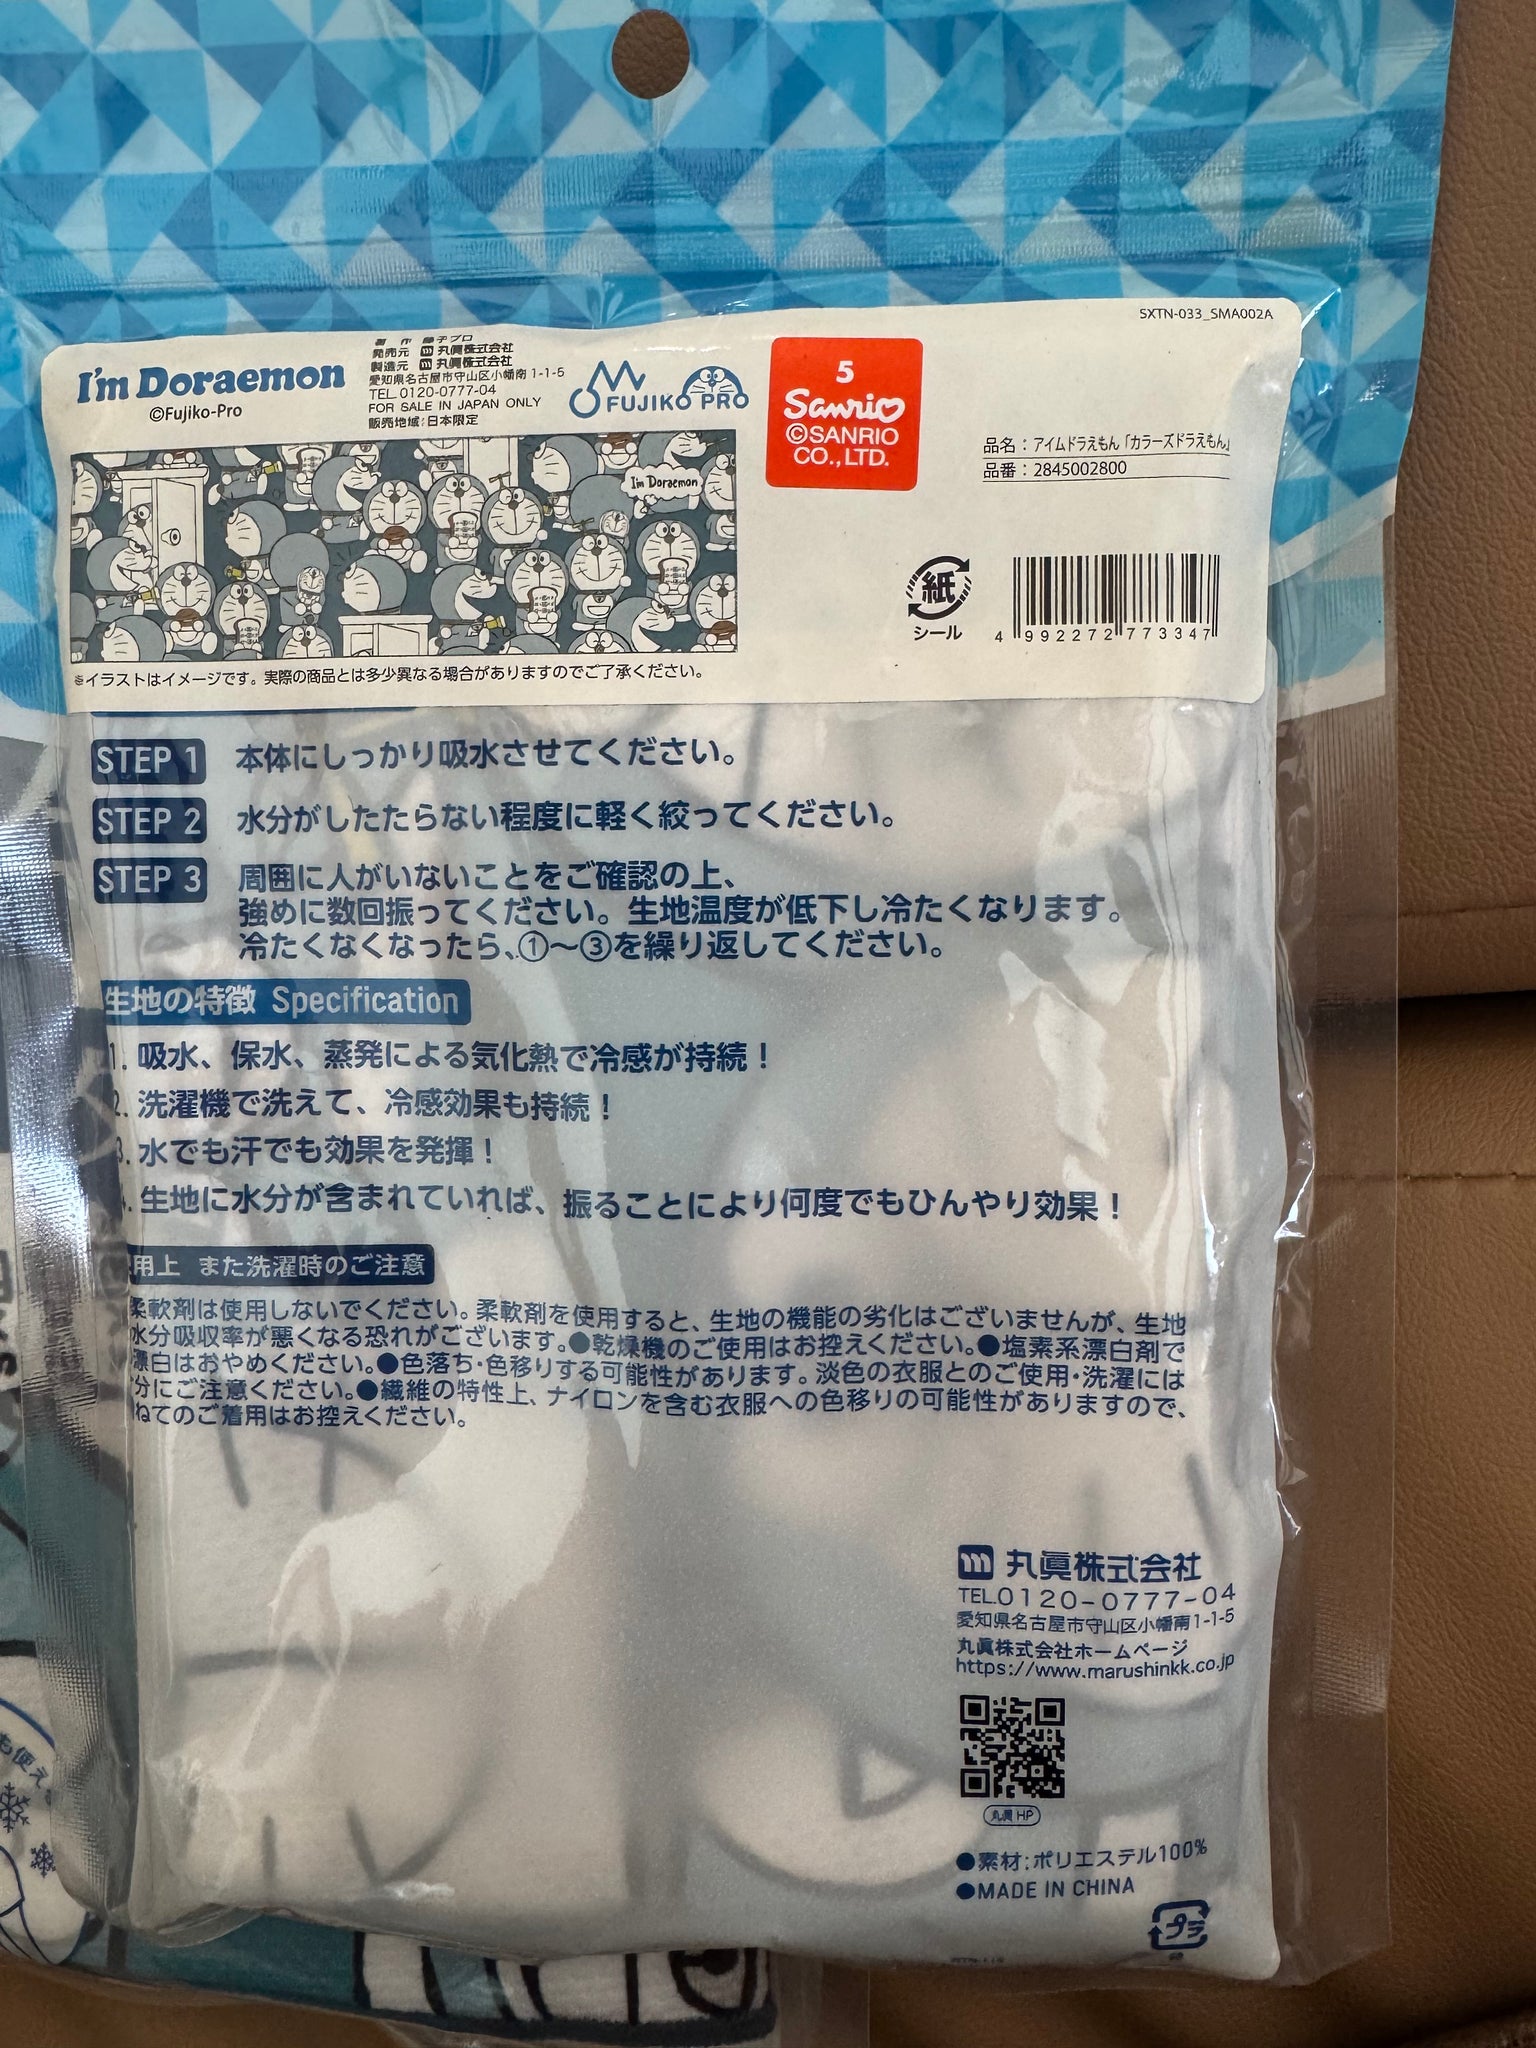 SXTN-033_SMA002A
I'm Doraemon
©Fujiko-Pro
著 作 藤子プロ
発売元 丸眞株式会社
製造元 丸眞株式会社
愛知県名古屋市守山区小幡南1-1-5
TEL.0120-0777-04
FOR SALE IN JAPAN ONLY
販売地域:日本限定
FUJIKO PRO
5
Sanrio
©SANRIO
CO.,LTD.
品名：アイムドラえもん「カラーズドラえもん」
品番：2845002800
I'm Doraemon
紙
シール
4 992272 773347
※イラストはイメージです。実際の商品とは多少異なる場合がありますのでご了承ください。
STEP 1 本体にしっかり吸水させてください。
STEP 2 水分がしたたらない程度に軽く絞ってください。
STEP 3 周囲に人がいないことをご確認の上、
強めに数回振ってください。生地温度が低下し冷たくなります。
冷たくなくなったら、①～③を繰り返してください。
生地の特徴 Specification
1. 吸水、保水、蒸発による気化熱で冷感が持続！
2. 洗濯機で洗えて、冷感効果も持続！
3. 水でも汗でも効果を発揮！
. 生地に水分が含まれていれば、振ることにより何度でもひんやり効果！
用上 また洗濯時のご注意
柔軟剤は使用しないでください。柔軟剤を使用すると、生地の機能の劣化はございませんが、生地
水分吸収率が悪くなる恐れがございます。●乾燥機のご使用はお控えください。●塩素系漂白剤で
漂白はおやめください。●色落ち・色移りする可能性があります。淡色の衣服とのご使用・洗濯には
分にご注意ください。●繊維の特性上、ナイロンを含む衣服への色移りの可能性がありますので、
ねてのご着用はお控えください。
丸眞株式会社
TEL.0120-0777-04
愛知県名古屋市守山区小幡南1-1-5
丸眞株式会社ホームページ
https://www.marushinkk.co.jp
丸眞HP
●素材：ポリエステル100%
●MADE IN CHINA
プラ
も使え